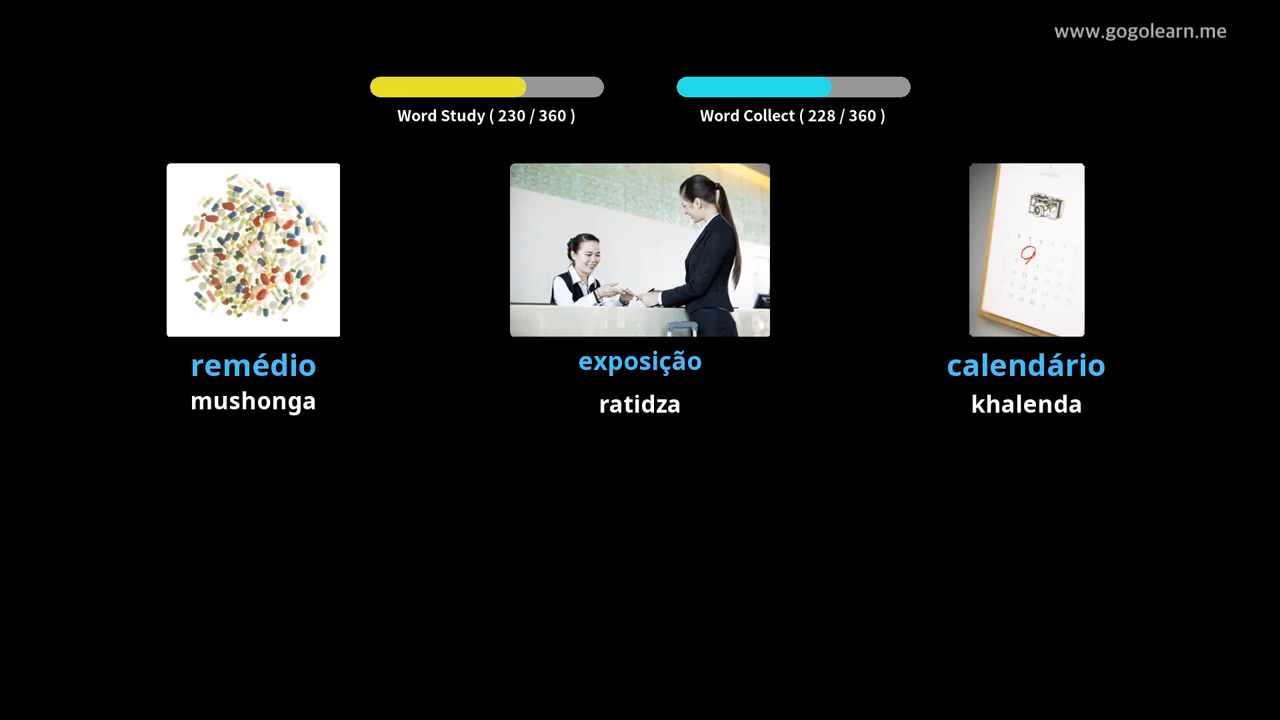 www.gogolearn.me
Word Study ( 230 / 360 )
Word Collect ( 228 / 360 )
remédio
mushonga
exposição
ratidza
calendário
khalenda